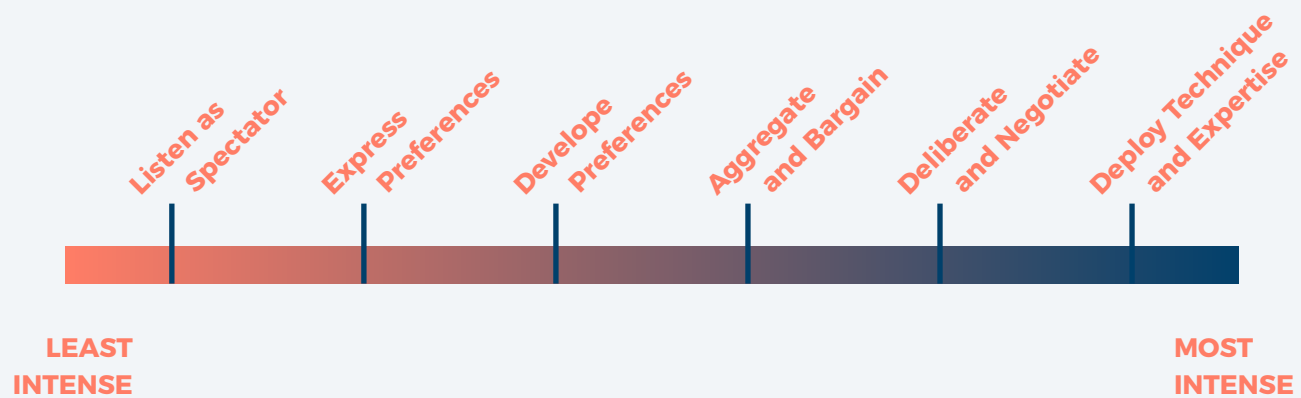 Listen as
Spectator
Express
Preferences
Develope
Preferences
Aggregate
and Bargain
Deliberate
and Negotiate
Deploy Technique
and Expertise
LEAST
INTENSE
MOST
INTENSE